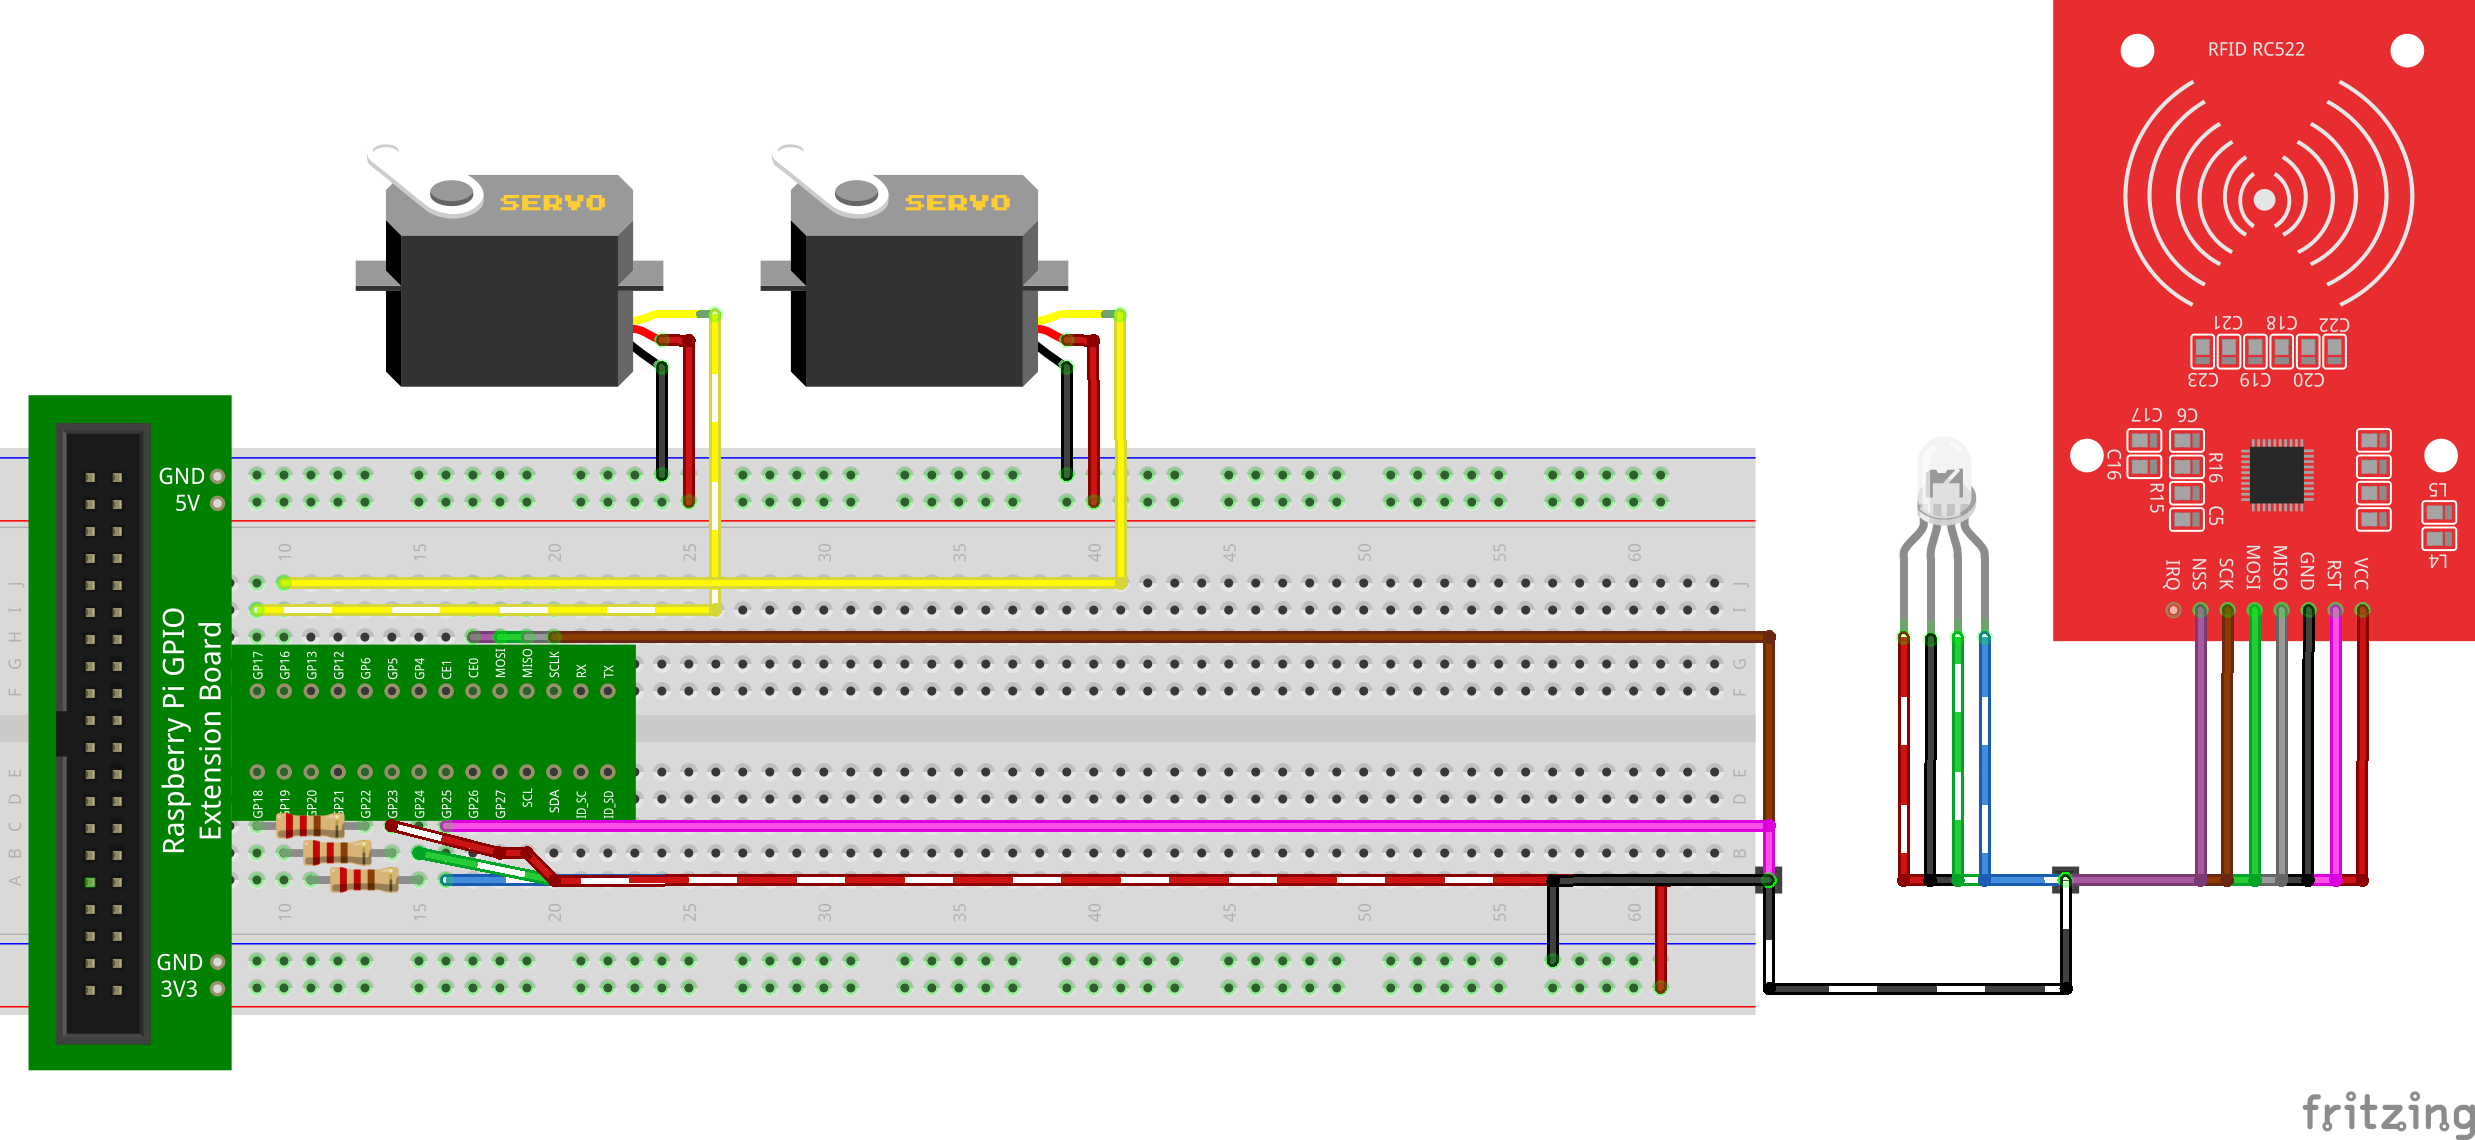 RFID RC522
SERVO
SERVO
C21 C18 C22
C23 C19 C20
C17 C6
C16
R16
R15
C5
L5
L4
IRQ
NSS
SCK
MOSI
MISO
GND
RST
VCC
GND
5V
10 15 20 25 30 35 40 45 50 55 60
J
I
H
G
F
J
I
G
F
Raspberry Pi GPIO
Extension Board
GP17
GP16
GP13
GP12
GP6
GP5
GP4
CE1
CE0
MOSI
MISO
SCLK
RX
TX
GP18
GP19
GP20
GP21
GP22
GP23
GP24
GP25
GP26
GP27
SCL
SDA
ID_SC
ID_SD
E
D
C
B
A
E
D
B
10 15 20 25 30 35 40 45 50 55 60
GND
3V3
fritzing